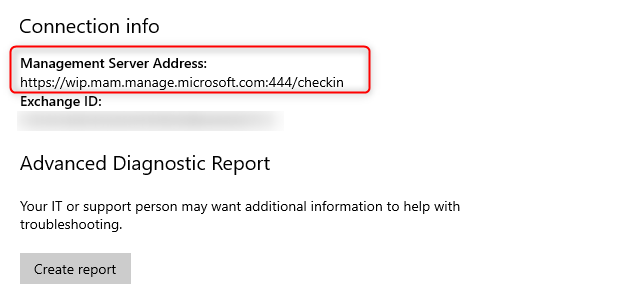 Connection info
Management Server Address:
https://wip.mam.manage.microsoft.com:444/checkin
Exchange ID:
Advanced Diagnostic Report
Your IT or support person may want additional information to help with
troubleshooting.
Create report